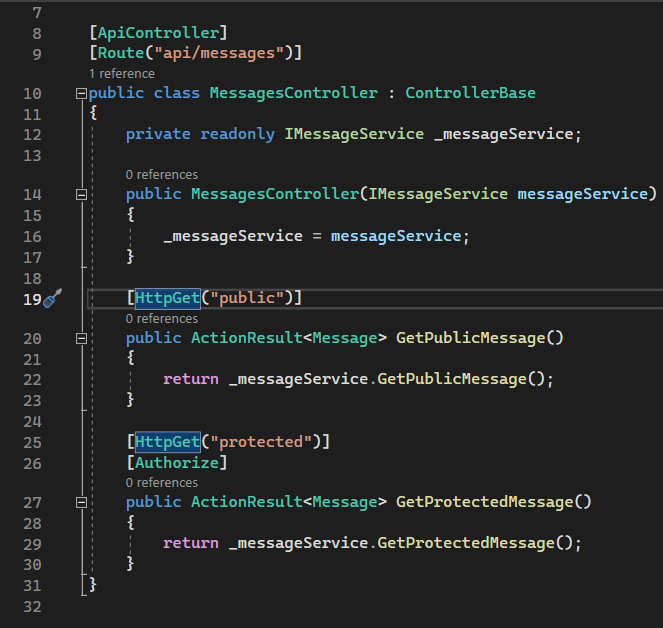 7
8 [ApiController]
9 [Route("api/messages")]
1 reference
10 public class MessagesController : ControllerBase
11 {
12 private readonly IMessageService _messageService;
13
0 references
14 public MessagesController(IMessageService messageService)
15 {
16 _messageService = messageService;
17 }
18
19 [HttpGet("public")]
0 references
20 public ActionResult<Message> GetPublicMessage()
21 {
22 return _messageService.GetPublicMessage();
23 }
24
25 [HttpGet("protected")]
26 [Authorize]
0 references
27 public ActionResult<Message> GetProtectedMessage()
28 {
29 return _messageService.GetProtectedMessage();
30 }
31 }
32